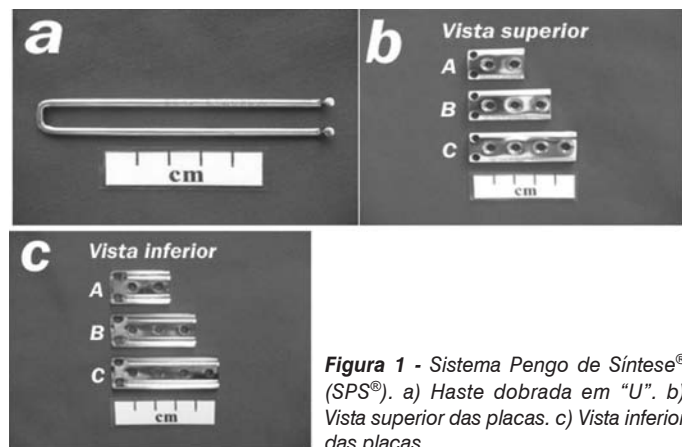 a
cm
b
Vista superior
A
B
C
cm
c
Vista inferior
A
B
C
cm
Figura 1 - Sistema Pengo de Síntese®
(SPS®). a) Haste dobrada em “U”. b)
Vista superior das placas. c) Vista inferior
das placas